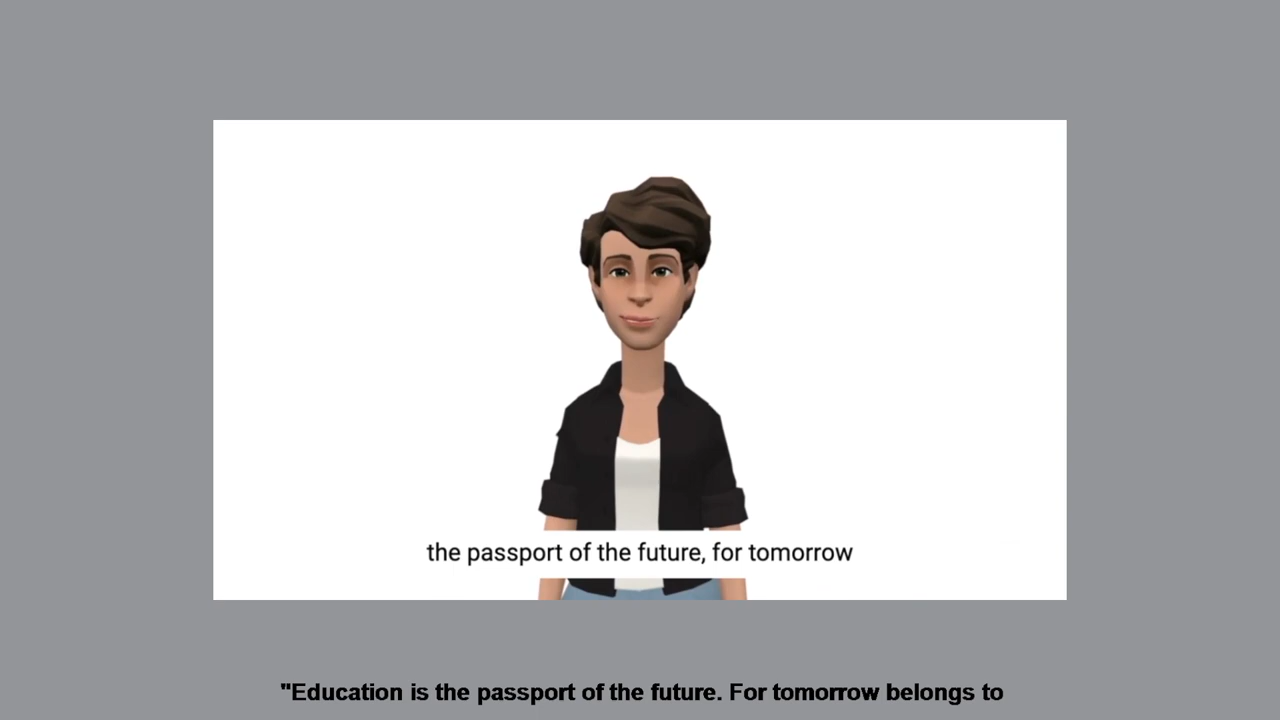 the passport of the future, for tomorrow
"Education is the passport of the future. For tomorrow belongs to